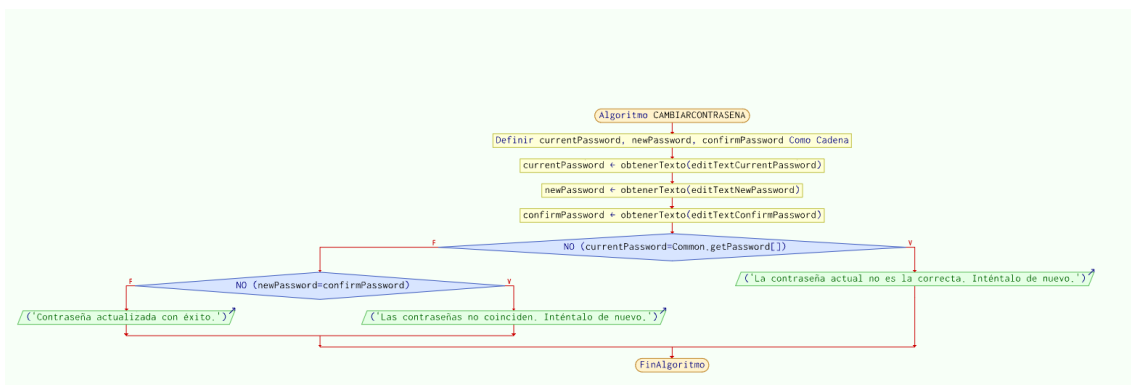 Algoritmo CAMBIARCONTRASENA
Definir currentPassword, newPassword, confirmPassword Como Cadena
currentPassword ← obtenerTexto(editTextCurrentPassword)
newPassword ← obtenerTexto(editTextNewPassword)
confirmPassword ← obtenerTexto(editTextConfirmPassword)
NO (currentPassword=Common.getPassword[])
F
V
NO (newPassword=confirmPassword)
F
V
('La contraseña actual no es la correcta. Inténtalo de nuevo.')
('Contraseña actualizada con éxito.')
('Las contraseñas no coinciden. Inténtalo de nuevo.')
FinAlgoritmo